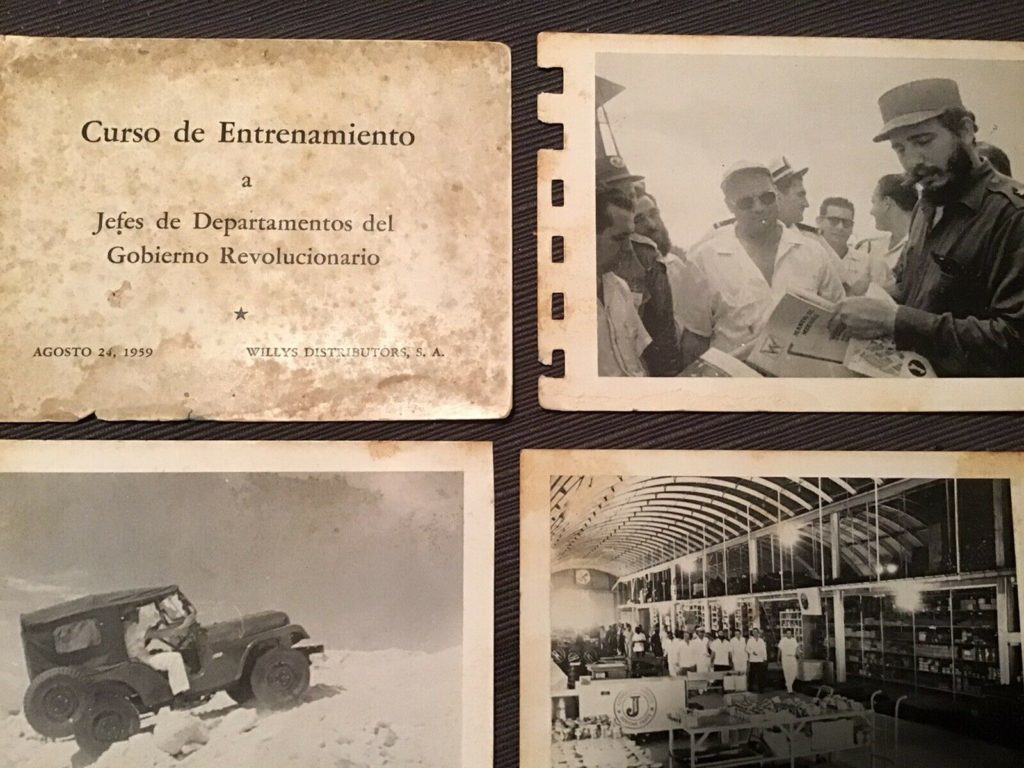 Curso de Entrenamiento
a
Jefes de Departamentos del
Gobierno Revolucionario
AGOSTO 24, 1959
WILLYS DISTRIBUTORS, S. A.
J